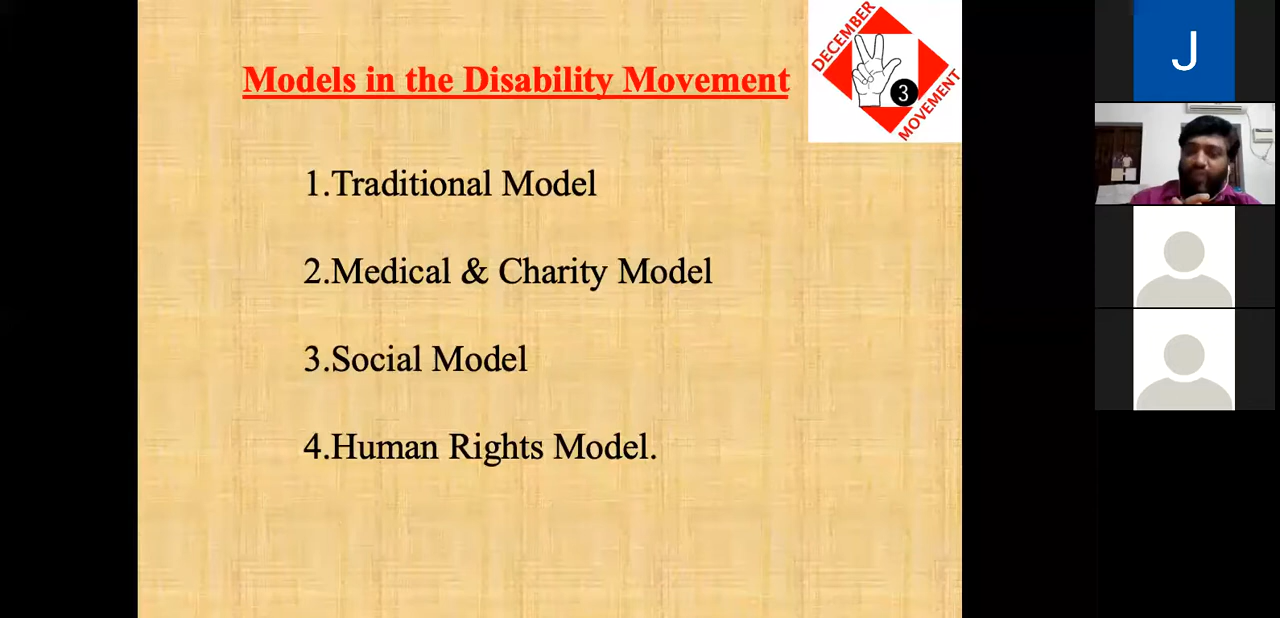 Models in the Disability Movement
DECEMBER
3
MOVEMENT
1.Traditional Model
2.Medical & Charity Model
3.Social Model
4.Human Rights Model.
J